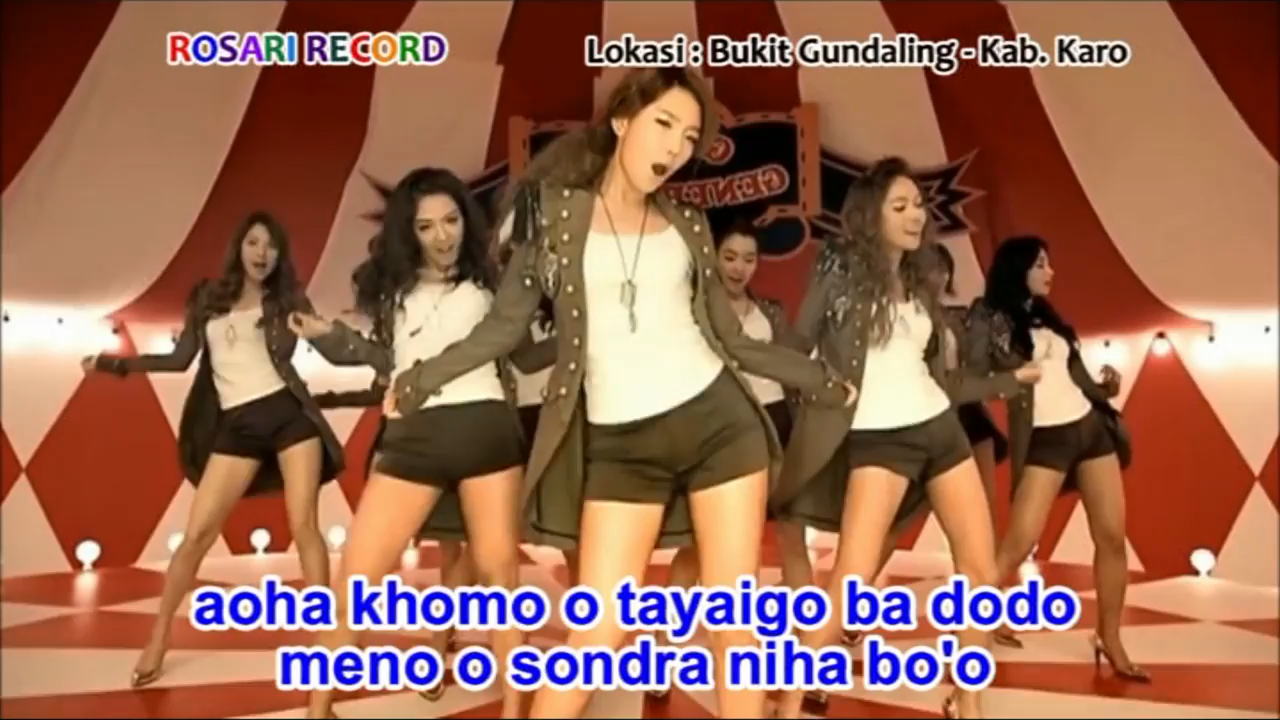 ROSARI RECORD
Lokasi : Bukit Gundaling - Kab. Karo
aoha khomo o tayaigo ba dodo
meno o sondra niha bo'o